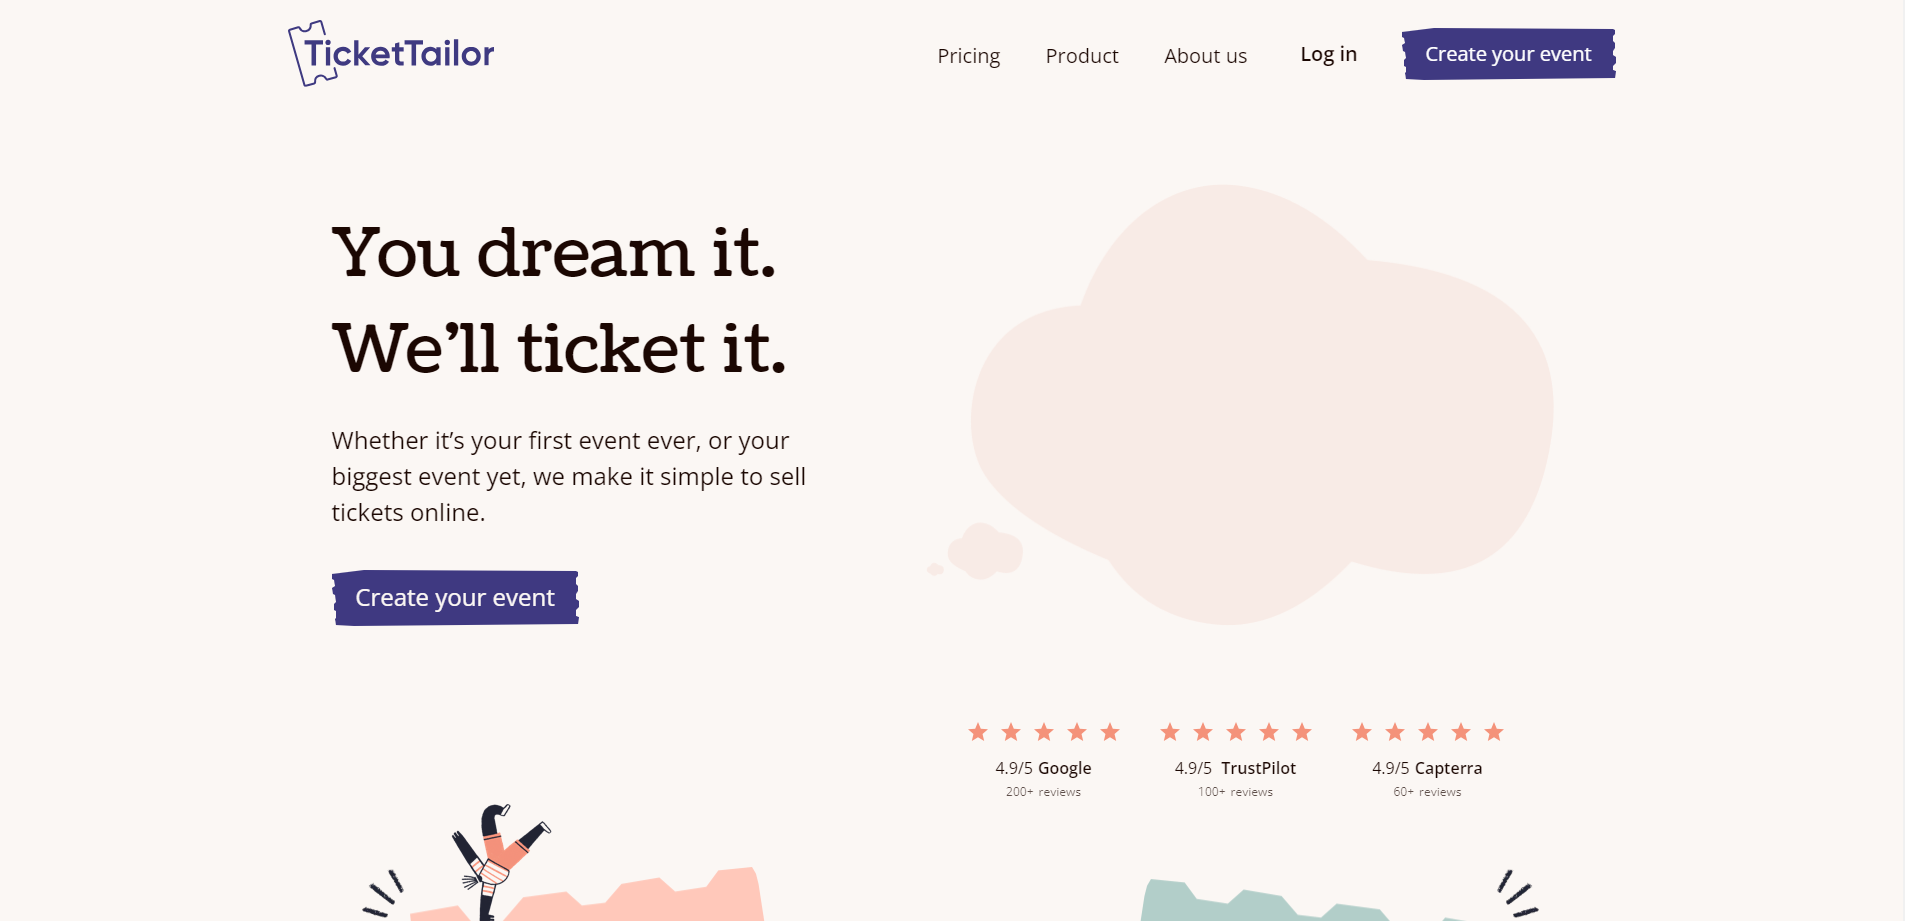 TicketTailor
Pricing
Product
About us
Log in
Create your event
You dream it.
We’ll ticket it.
Whether it’s your first event ever, or your
biggest event yet, we make it simple to sell
tickets online.
Create your event
4.9/5 Google
200+ reviews
4.9/5 TrustPilot
100+ reviews
4.9/5 Capterra
60+ reviews